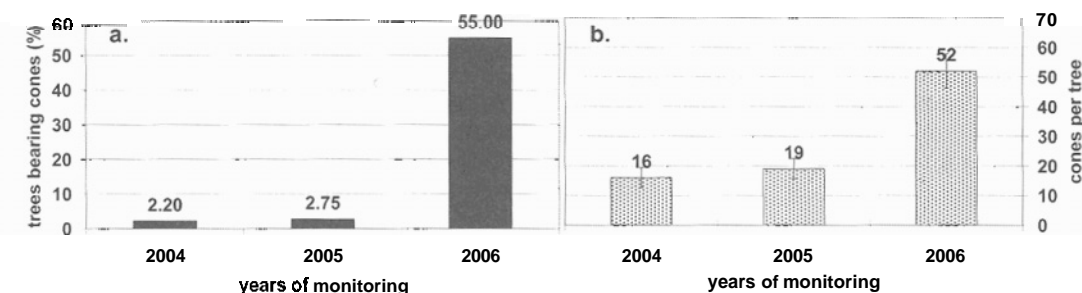 a.
trees bearing cones (%)
60
50
40
30
20
10
0
2.20
2.75
55.00
2004 2005 2006
years of monitoring
b.
16
19
52
70
60
50
40
30
20
10
0
cones per tree
2004 2005 2006
years of monitoring